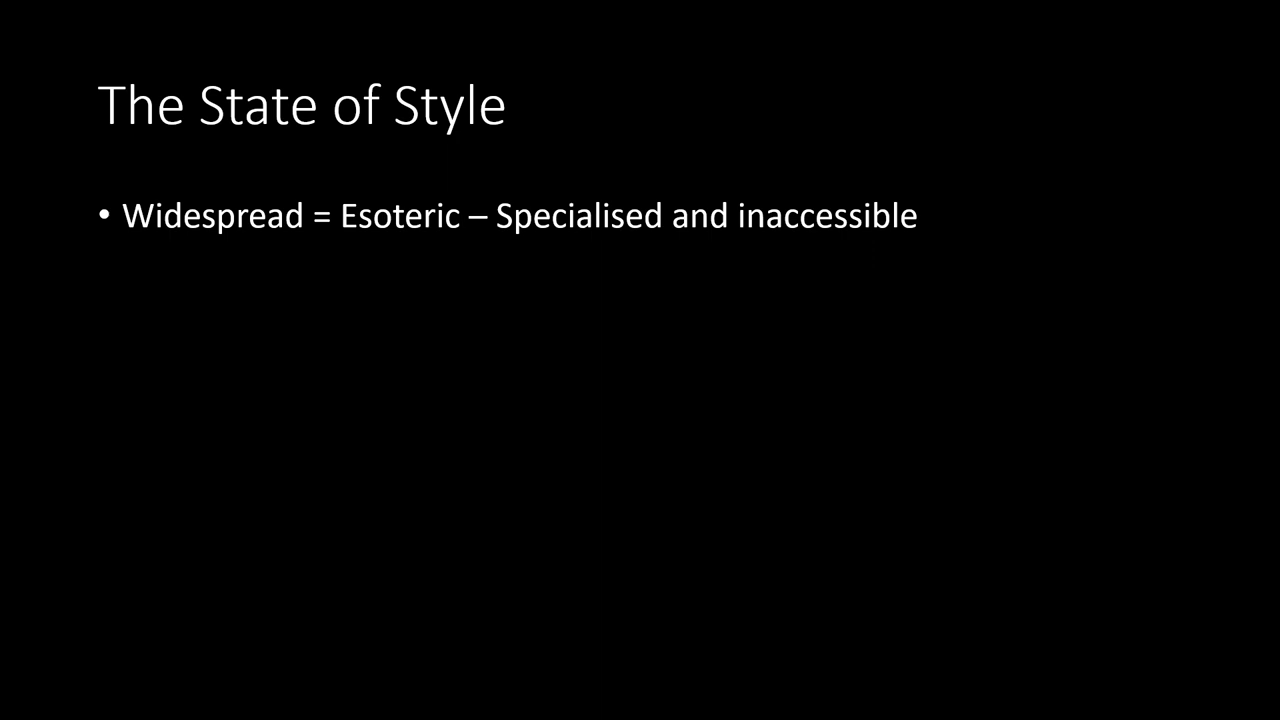 The State of Style
• Widespread = Esoteric – Specialised and inaccessible